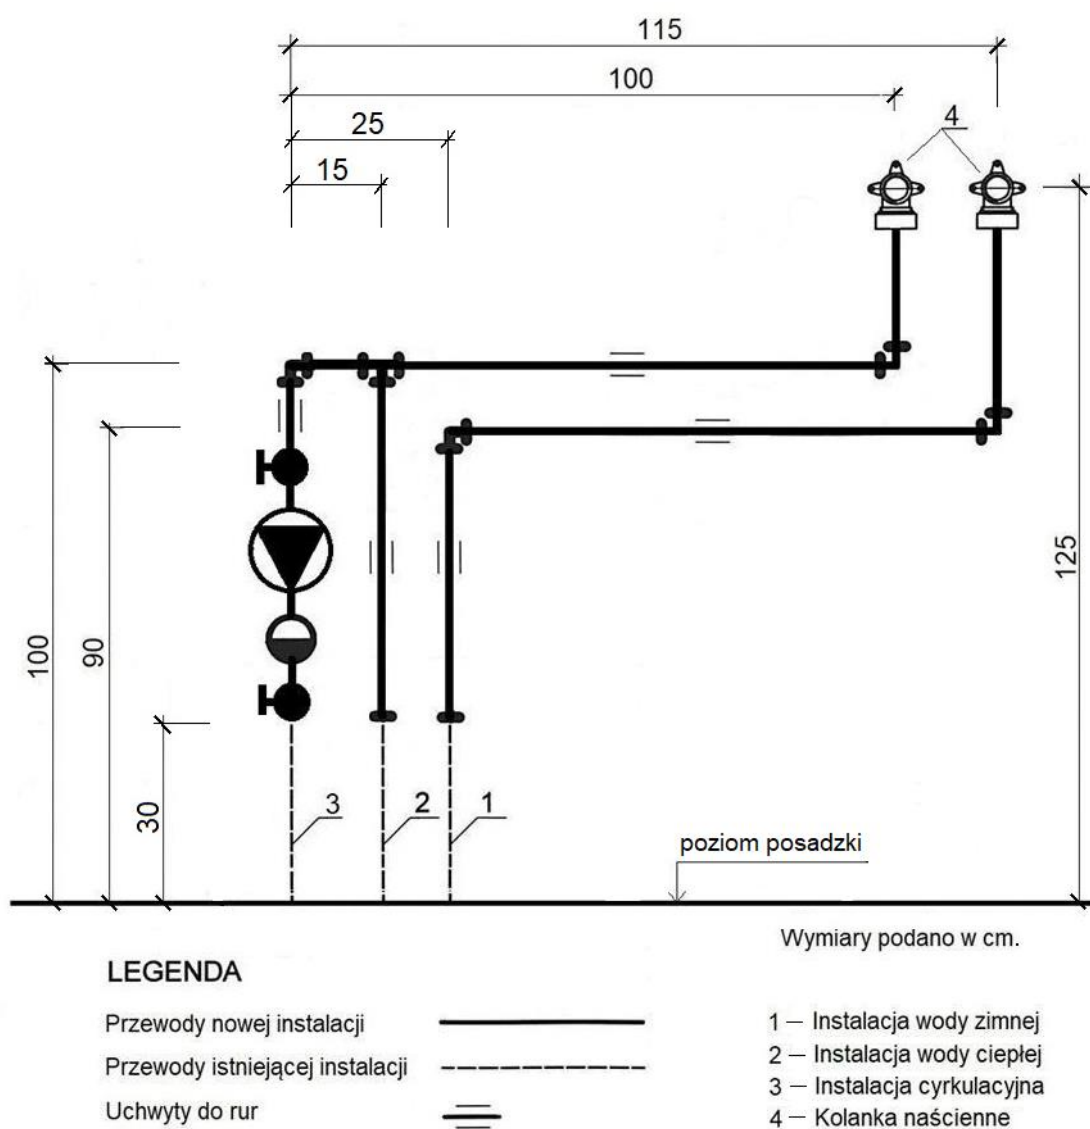 115
100
25
4
15
125
100
90
30
3
2
1
poziom posadzki
Wymiary podano w cm.
LEGENDA
Przewody nowej instalacji
Przewody istniejącej instalacji
Uchwyty do rur
1 – Instalacja wody zimnej
2 – Instalacja wody ciepłej
3 – Instalacja cyrkulacyjna
4 – Kolanka naścienne